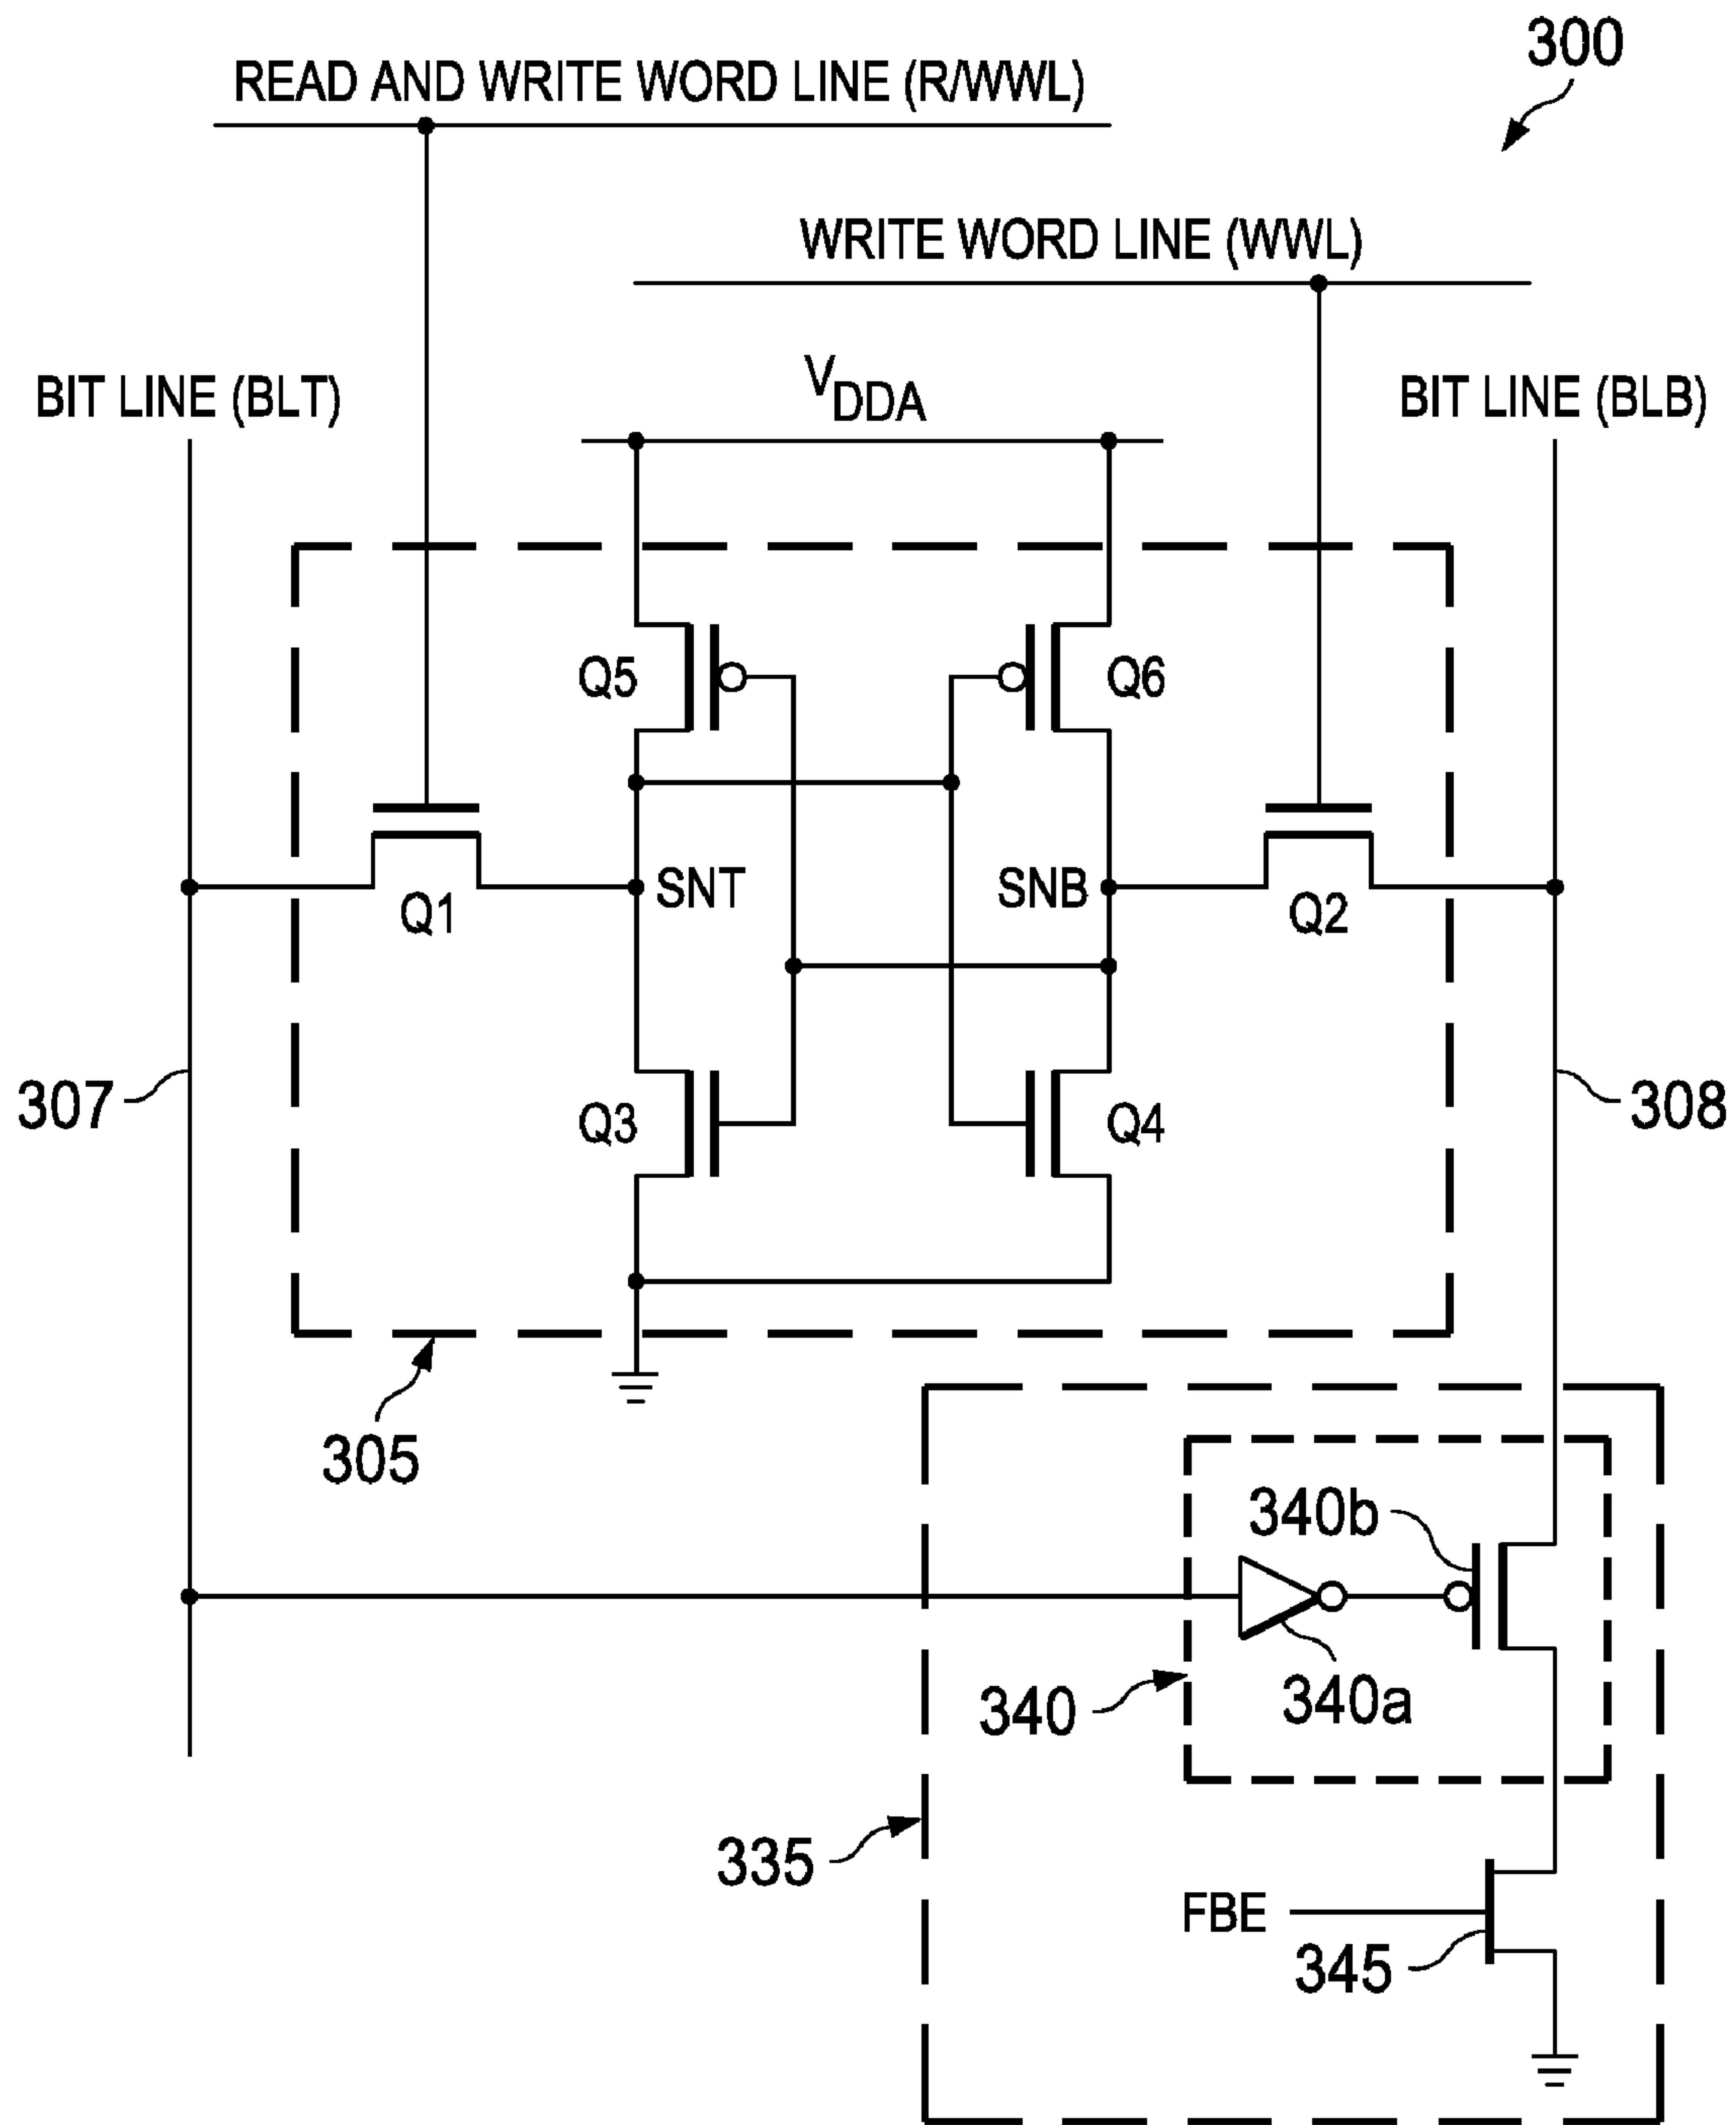 300
READ AND WRITE WORD LINE (R/WWL)
WRITE WORD LINE (WWL)
VDDA
BIT LINE (BLT)
BIT LINE (BLB)
Q5
Q6
Q1
SNT
SNB
Q2
307
Q3
Q4
308
305
340b
340a
340
335
FBE
345